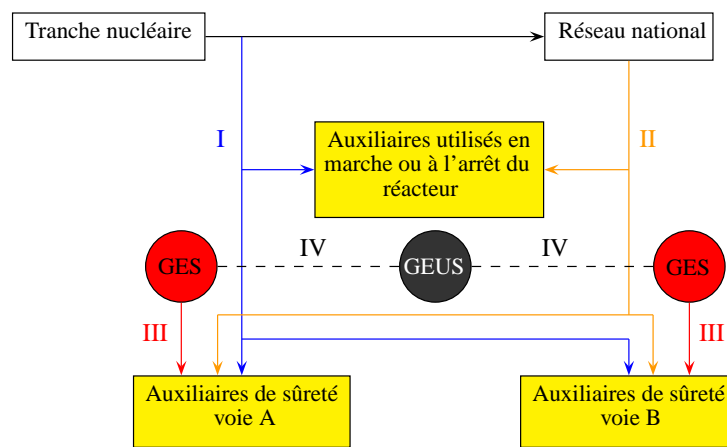 Tranche nucléaire
Réseau national
I
II
Auxiliaires utilisés en
marche ou à l'arrêt du
réacteur
GES
IV
GEUS
IV
GES
III
III
Auxiliaires de sûreté
voie A
Auxiliaires de sûreté
voie B